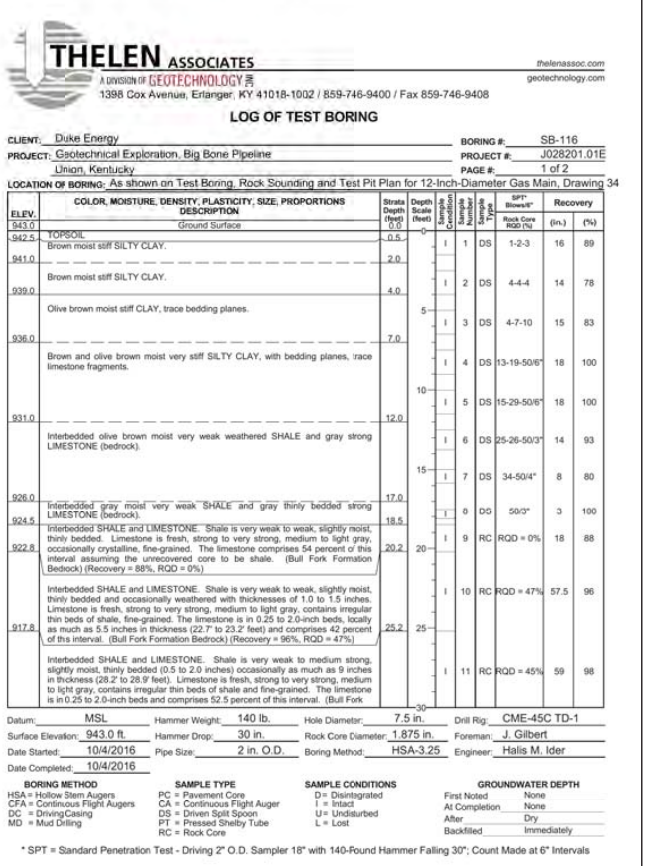 THELEN ASSOCIATES
A DIVISION OF GEOTECHNOLOGY
1398 Cox Avenue, Erlanger, KY 41018-1002 / 859-746-9400 / Fax 859-746-9408
thelenassoc.com
geotechnology.com
LOG OF TEST BORING
CLIENT: Duke Energy BORING #: SB-116
PROJECT: Geotechnical Exploration, Big Bone Pipeline PROJECT #: J028201.01E
Union, Kentucky PAGE #: 1 of 2
LOCATION OF BORING: As shown on Test Boring, Rock Sounding and Test Pit Plan for 12-Inch-Diameter Gas Main, Drawing 34
ELEV. COLOR, MOISTURE, DENSITY, PLASTICITY, SIZE, PROPORTIONS DESCRIPTION Strata Depth (feet) Depth Scale (feet) Sample Condition Sample Number Sample Type SPT* Blows/6" Rock Core RQD (%) Recovery (in.) (%)
943.0 Ground Surface 0.0 0
942.5 TOPSOIL 0.5
Brown moist stiff SILTY CLAY. I 1 DS 1-2-3 16 89
941.0 2.0
Brown moist stiff SILTY CLAY. I 2 DS 4-4-4 14 78
939.0 4.0
Olive brown moist stiff CLAY, trace bedding planes. 5
I 3 DS 4-7-10 15 83
936.0 7.0
Brown and olive brown moist very stiff SILTY CLAY, with bedding planes, trace
limestone fragments. I 4 DS 13-19-50/6" 18 100
10
I 5 DS 15-29-50/6" 18 100
931.0 12.0
Interbedded olive brown moist very weak weathered SHALE and gray strong
LIMESTONE (bedrock). I 6 DS 25-26-50/3" 14 93
15
I 7 DS 34-50/4" 8 80
926.0 17.0
Interbedded gray moist very weak SHALE and gray thinly bedded strong
LIMESTONE (bedrock). I 8 DS 50/3" 3 100
924.5 18.5
Interbedded SHALE and LIMESTONE. Shale is very weak to weak, slightly moist,
thinly bedded. Limestone is fresh, strong to very strong, medium to light gray, I 9 RC RQD = 0% 18 88
occasionally crystalline, fine-grained. The limestone comprises 54 percent of this
922.8 interval assuming the unrecovered core to be shale. (Bull Fork Formation 20.2 20
Bedrock) (Recovery = 88%, RQD = 0%)
Interbedded SHALE and LIMESTONE. Shale is very weak to weak, slightly moist, I 10 RC RQD = 47% 57.5 96
thinly bedded and occasionally weathered with thicknesses of 1.0 to 1.5 inches.
Limestone is fresh, strong to very strong, medium to light gray, contains irregular
thin beds of shale, fine-grained. The limestone is in 0.25 to 2.0-inch beds, locally
917.8 as much as 5.5 inches in thickness (22.7' to 23.2' feet) and comprises 42 percent 25.2 25
of this interval. (Bull Fork Formation Bedrock) (Recovery = 96%, RQD = 47%)
Interbedded SHALE and LIMESTONE. Shale is very weak to medium strong,
slightly moist, thinly bedded (0.5 to 2.0 inches) occasionally as much as 9 inches I 11 RC RQD = 45% 59 98
in thickness (28.2' to 28.9' feet). Limestone is fresh, strong to very strong, medium
to light gray, contains irregular thin beds of shale and fine-grained. The limestone
is in 0.25 to 2.0-inch beds and comprises 52.5 percent of this interval. (Bull Fork
30
Datum: MSL Hammer Weight: 140 lb. Hole Diameter: 7.5 in. Drill Rig: CME-45C TD-1
Surface Elevation: 943.0 ft. Hammer Drop: 30 in. Rock Core Diameter: 1.875 in. Foreman: J. Gilbert
Date Started: 10/4/2016 Pipe Size: 2 in. O.D. Boring Method: HSA-3.25 Engineer: Halis M. Ider
Date Completed: 10/4/2016
BORING METHOD SAMPLE TYPE SAMPLE CONDITIONS GROUNDWATER DEPTH
HSA = Hollow Stem Augers PC = Pavement Core D = Disintegrated First Noted None
CFA = Continuous Flight Augers CA = Continuous Flight Auger I = Intact At Completion None
DC = DrivingCasing DS = Driven Split Spoon U = Undisturbed After Dry
MD = Mud Drilling PT = Pressed Shelby Tube L = Lost Backfilled Immediately
RC = Rock Core
* SPT = Standard Penetration Test - Driving 2" O.D. Sampler 18" with 140-Pound Hammer Falling 30"; Count Made at 6" Intervals